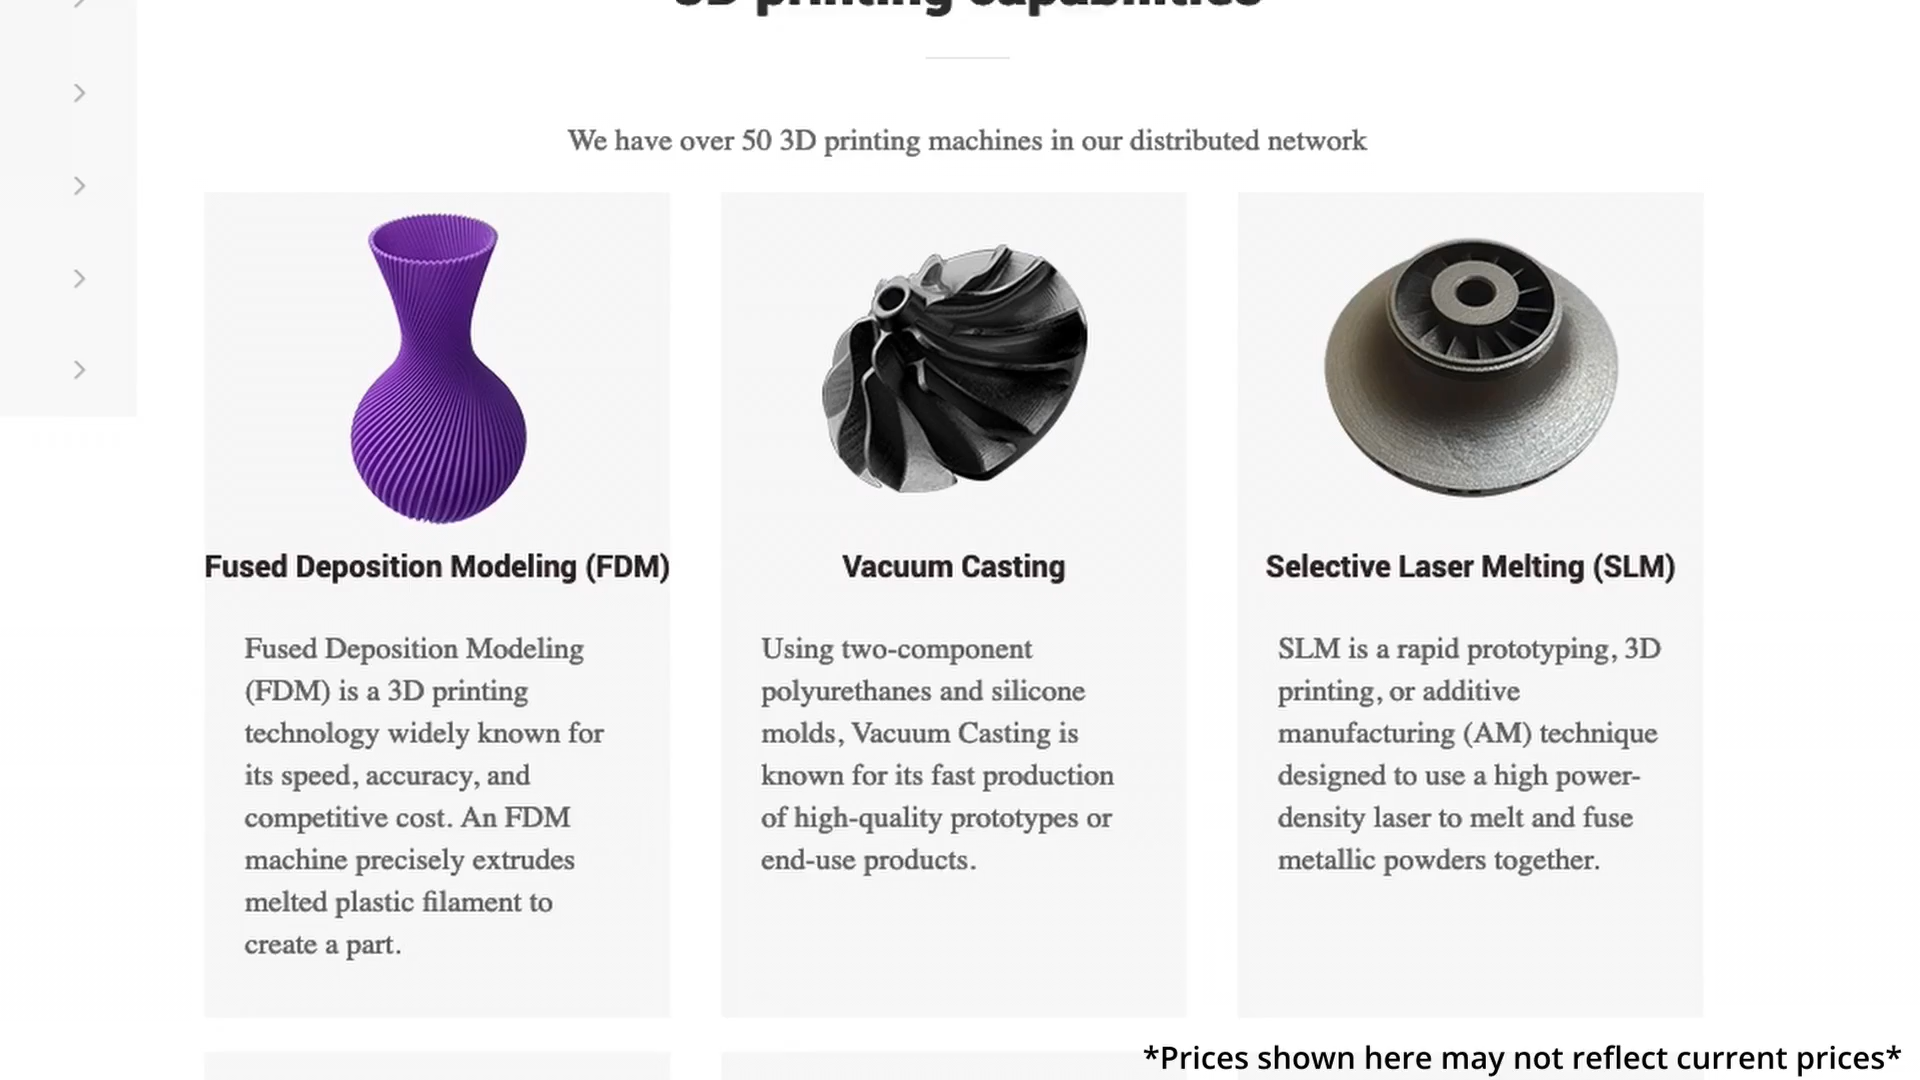 3D printing capabilities
We have over 50 3D printing machines in our distributed network
Fused Deposition Modeling (FDM)
Fused Deposition Modeling
(FDM) is a 3D printing
technology widely known for
its speed, accuracy, and
competitive cost. An FDM
machine precisely extrudes
melted plastic filament to
create a part.
Vacuum Casting
Using two-component
polyurethanes and silicone
molds, Vacuum Casting is
known for its fast production
of high-quality prototypes or
end-use products.
Selective Laser Melting (SLM)
SLM is a rapid prototyping, 3D
printing, or additive
manufacturing (AM) technique
designed to use a high power-
density laser to melt and fuse
metallic powders together.
*Prices shown here may not reflect current prices*